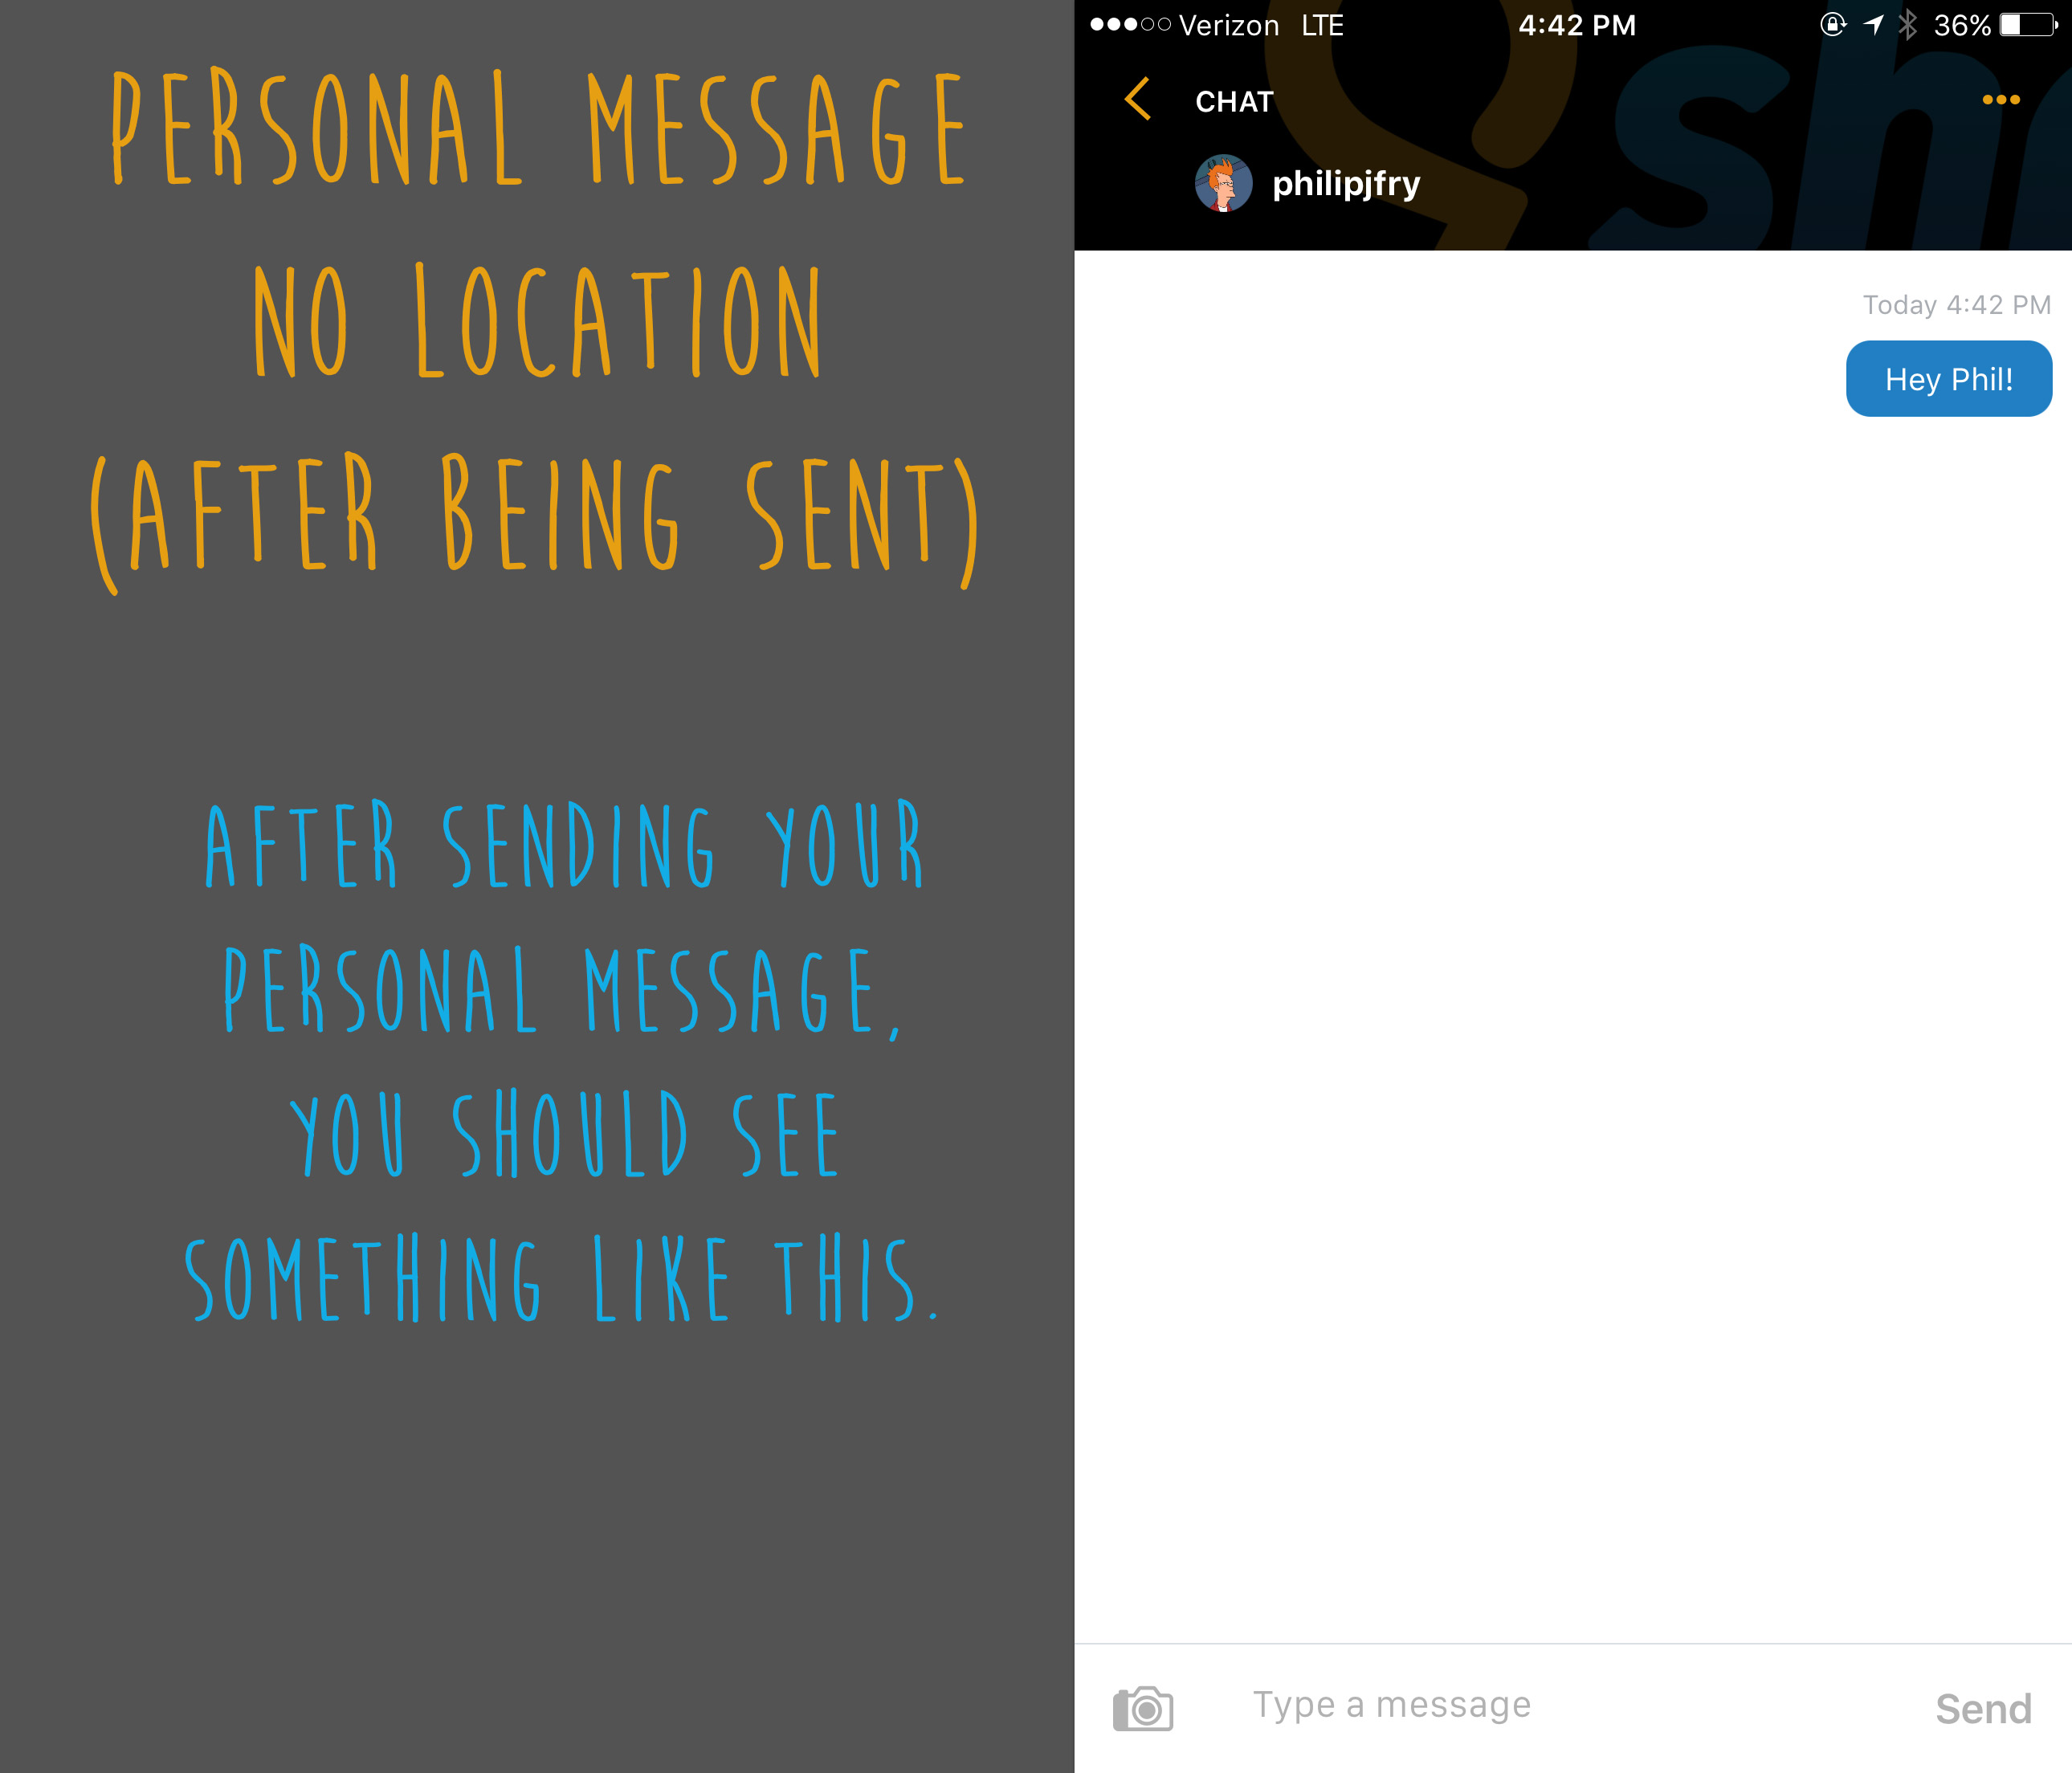 PERSONAL MESSAGE
NO LOCATION
(AFTER BEING SENT)
AFTER SENDING YOUR
PERSONAL MESSAGE,
YOU SHOULD SEE
SOMETHING LIKE THIS.
Verizon LTE 4:42 PM 36%
CHAT
philipjfry
sh
Today 4:42 PM
Hey Phil!
Type a message
Send